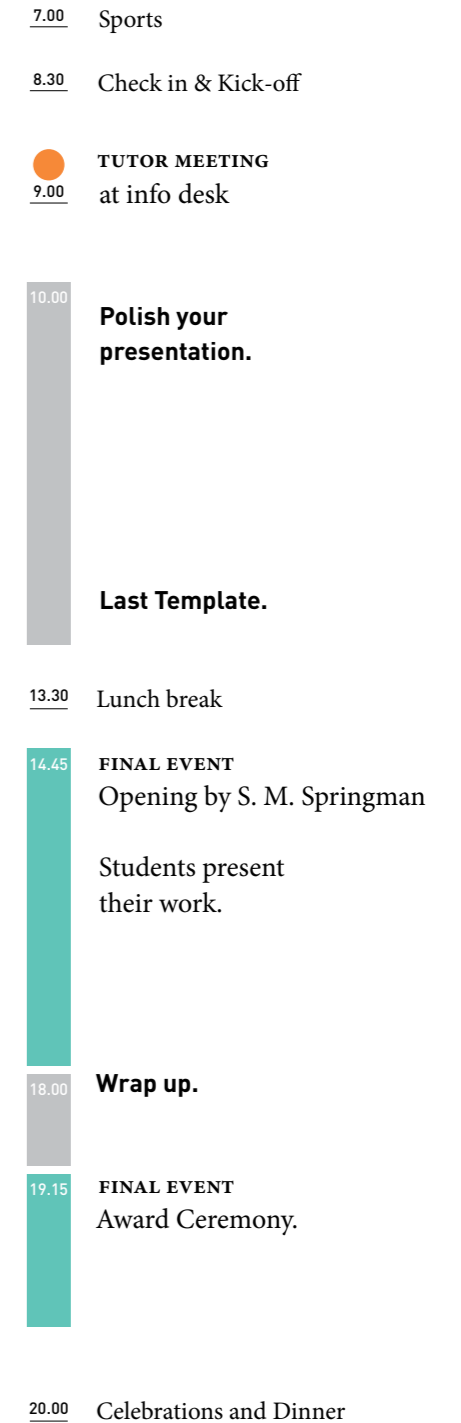 7.00 Sports
8.30 Check in & Kick-off
TUTOR MEETING
9.00 at info desk
10.00
Polish your
presentation.
Last Template.
13.30 Lunch break
14.45 FINAL EVENT
Opening by S. M. Springman
Students present
their work.
18.00 Wrap up.
19.15 FINAL EVENT
Award Ceremony.
20.00 Celebrations and Dinner